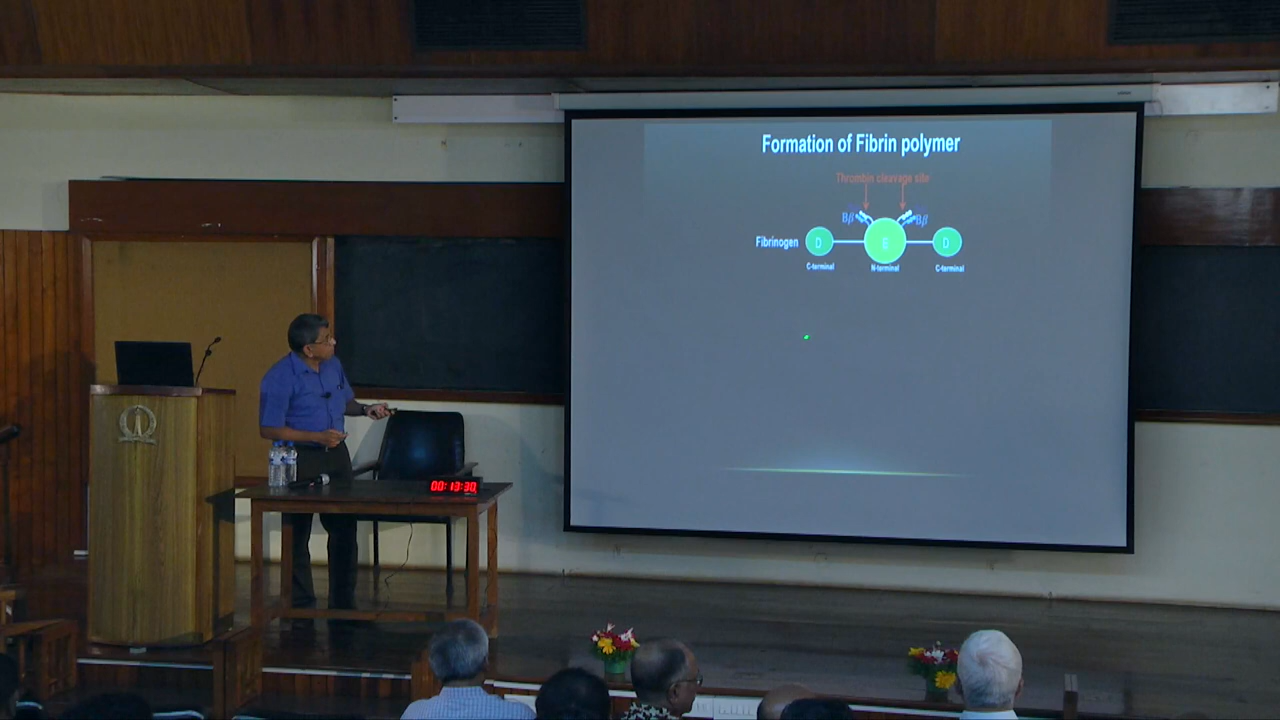 Formation of Fibrin polymer
Thrombin cleavage site
Bβ Bβ
Fibrinogen D E D
C-terminal N-terminal C-terminal
00:13:30